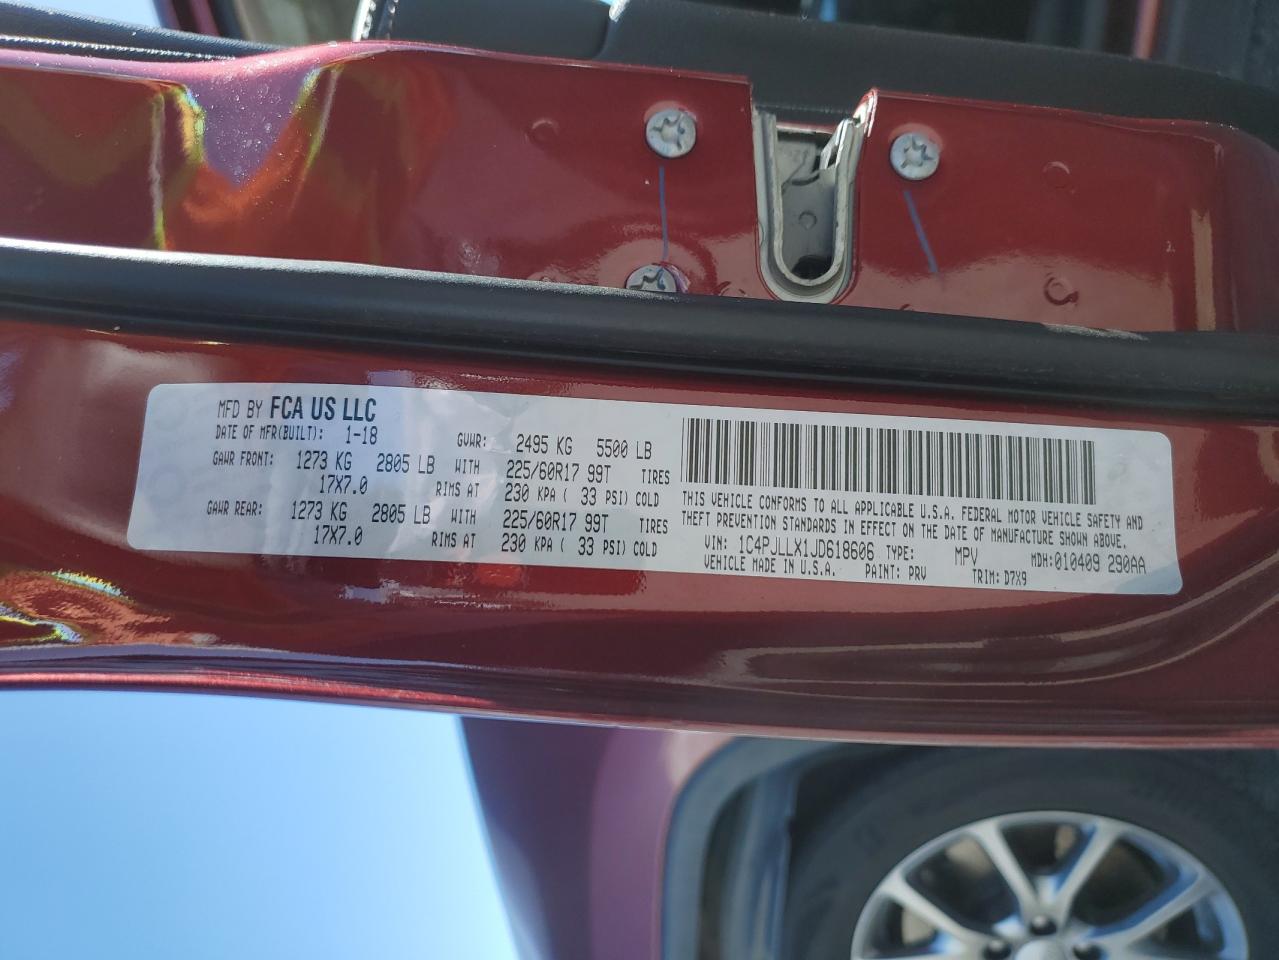 MFD BY FCA US LLC
DATE OF MFR(BUILT): 1-18 GVWR: 2495 KG 5500 LB
GAWR FRONT: 1273 KG 2805 LB WITH 225/60R17 99T TIRES
17X7.0 RIMS AT 230 KPA ( 33 PSI) COLD
GAWR REAR: 1273 KG 2805 LB WITH 225/60R17 99T TIRES
17X7.0 RIMS AT 230 KPA ( 33 PSI) COLD
THIS VEHICLE CONFORMS TO ALL APPLICABLE U.S.A. FEDERAL MOTOR VEHICLE SAFETY AND
THEFT PREVENTION STANDARDS IN EFFECT ON THE DATE OF MANUFACTURE SHOWN ABOVE.
VIN: 1C4PJLLX1JD618606 TYPE: MPV MDH:010409 290AA
VEHICLE MADE IN U.S.A. PAINT: PRV TRIM: D7X9